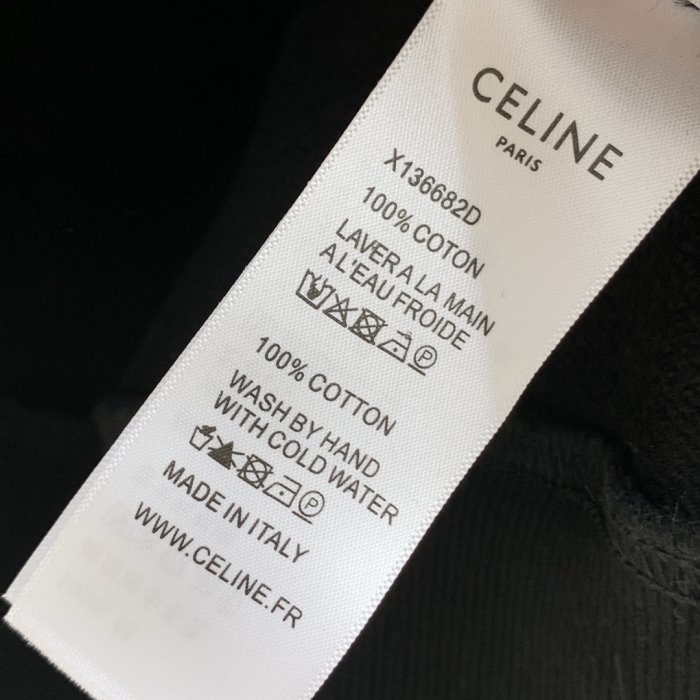 CELINE
PARIS
X136682D
100% COTON
LAVER A LA MAIN
A L'EAU FROIDE
P
100% COTTON
WASH BY HAND
WITH COLD WATER
P
MADE IN ITALY
WWW.CELINE.FR